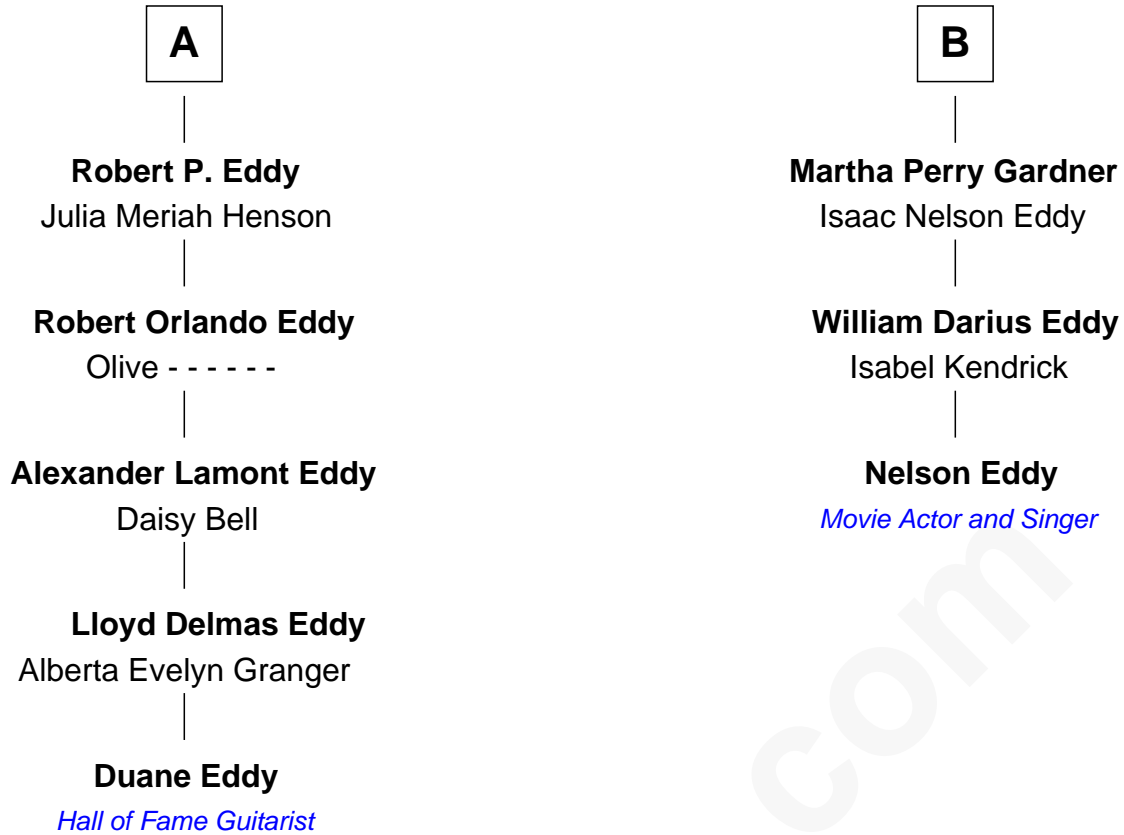 A
Robert P. Eddy
Julia Meriah Henson
Robert Orlando Eddy
Olive - - - - - -
Alexander Lamont Eddy
Daisy Bell
Lloyd Delmas Eddy
Alberta Evelyn Granger
Duane Eddy
Hall of Fame Guitarist
B
Martha Perry Gardner
Isaac Nelson Eddy
William Darius Eddy
Isabel Kendrick
Nelson Eddy
Movie Actor and Singer
com